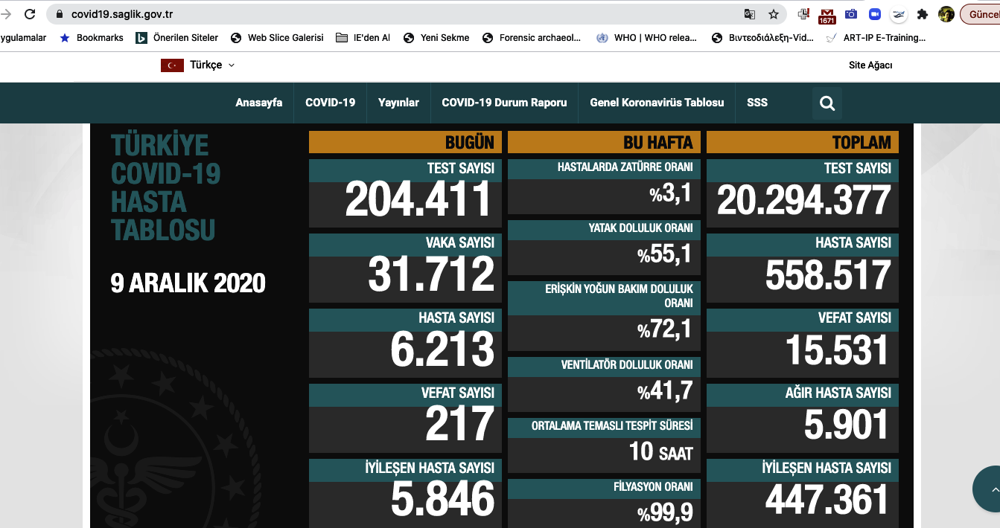 covid19.saglik.gov.tr
1671
Güncel
ygulamalar
Bookmarks
Önerilen Siteler
Web Slice Galerisi
IE'den Al
Yeni Sekme
Forensic archaeol...
WHO | WHO relea...
Βιντεοδιάλεξη-Vid...
ART-IP E-Training...
Türkçe
Site Ağacı
Anasayfa
COVID-19
Yayınlar
COVID-19 Durum Raporu
Genel Koronavirüs Tablosu
SSS
TÜRKİYE
COVID-19
HASTA
TABLOSU
9 ARALIK 2020
BUGÜN
TEST SAYISI
204.411
VAKA SAYISI
31.712
HASTA SAYISI
6.213
VEFAT SAYISI
217
İYİLEŞEN HASTA SAYISI
5.846
BU HAFTA
HASTALARDA ZATÜRRE ORANI
%3,1
YATAK DOLULUK ORANI
%55,1
ERİŞKİN YOĞUN BAKIM DOLULUK
ORANI
%72,1
VENTİLATÖR DOLULUK ORANI
%41,7
ORTALAMA TEMASLI TESPİT SÜRESİ
10 SAAT
FİLYASYON ORANI
%99,9
TOPLAM
TEST SAYISI
20.294.377
HASTA SAYISI
558.517
VEFAT SAYISI
15.531
AĞIR HASTA SAYISI
5.901
İYİLEŞEN HASTA SAYISI
447.361